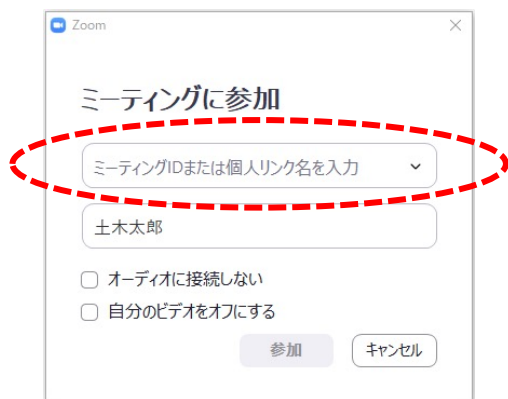 Zoom
ミーティングに参加
ミーティングIDまたは個人リンク名を入力
土木太郎
オーディオに接続しない
自分のビデオをオフにする
参加 キャンセル